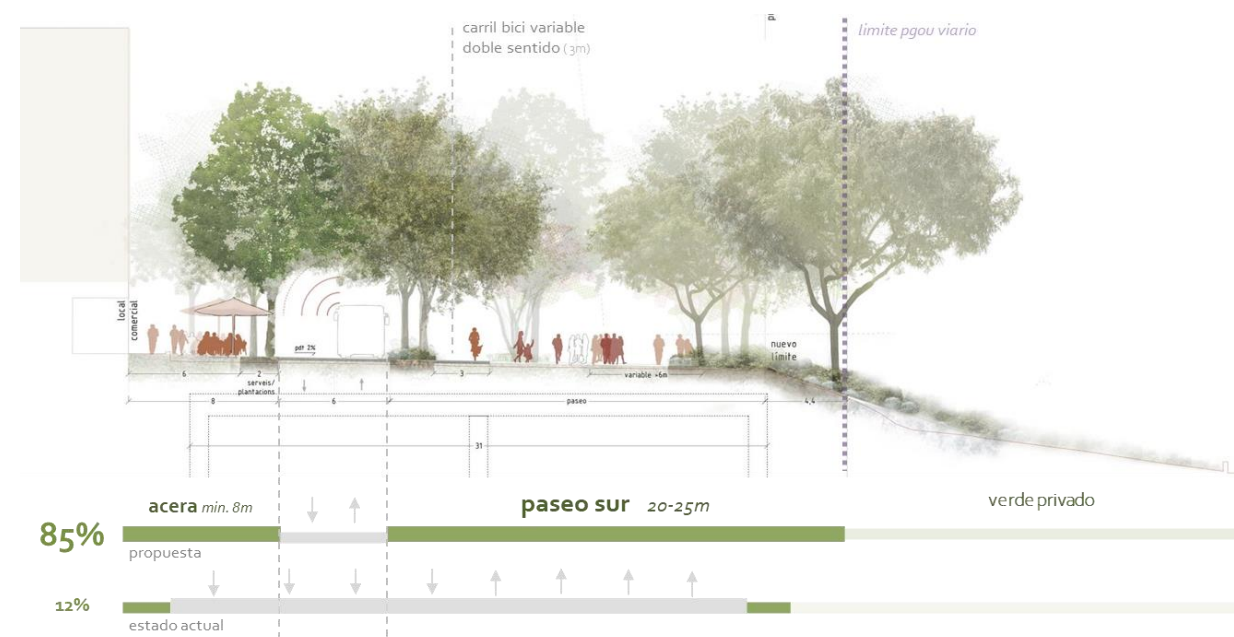 carril bici variable
doble sentido (3m)
limite pgou viario
local
comercial
pdt 2%
nuevo
límite
6
2
3
variable >6m
serveis/
plantacions
8
6
paseo
4,4
31
acera min. 8m
paseo sur 20-25m
verde privado
85%
propuesta
12%
estado actual